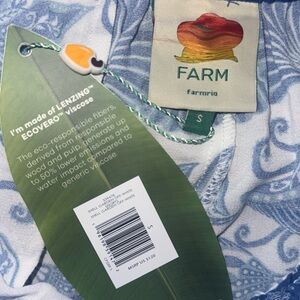 FARM
farmrio
S
I'm made of LENZING™
ECOVERO™ viscose
The eco-responsible fibers,
derived from responsible
wood and pulp, generate up
to 50% lower emissions and
water impact compared to
generic viscose
US